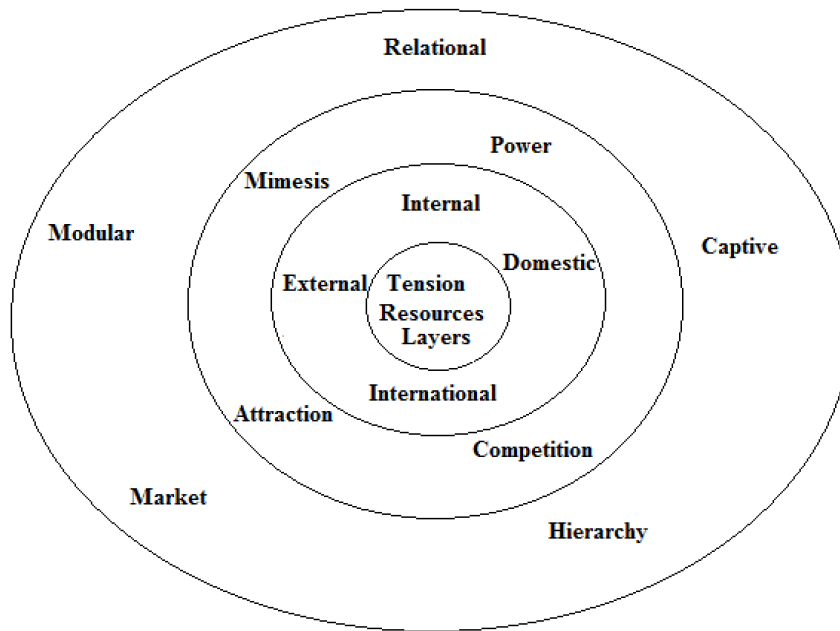 Relational
Power
Mimesis
Internal
Modular
Captive
Domestic
External
Tension
Resources
Layers
International
Attraction
Competition
Market
Hierarchy